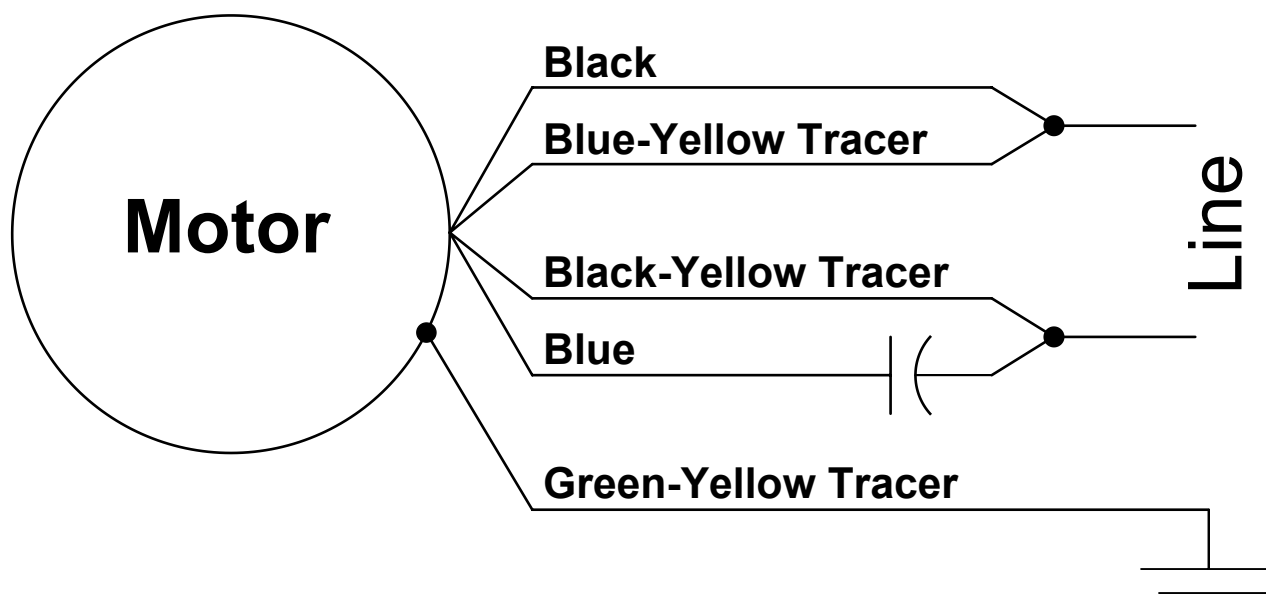 Black
Blue-Yellow Tracer
Motor
Line
Black-Yellow Tracer
Blue
Green-Yellow Tracer